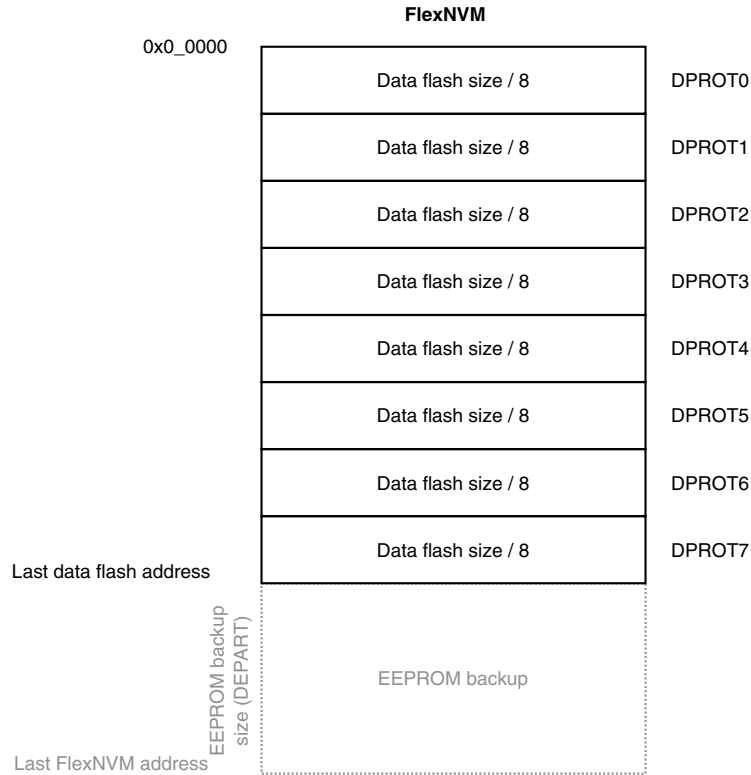 FlexNVM
0x0_0000
Data flash size / 8 DPROT0
Data flash size / 8 DPROT1
Data flash size / 8 DPROT2
Data flash size / 8 DPROT3
Data flash size / 8 DPROT4
Data flash size / 8 DPROT5
Data flash size / 8 DPROT6
Data flash size / 8 DPROT7
Last data flash address
EEPROM backup
size (DEPART)
EEPROM backup
Last FlexNVM address